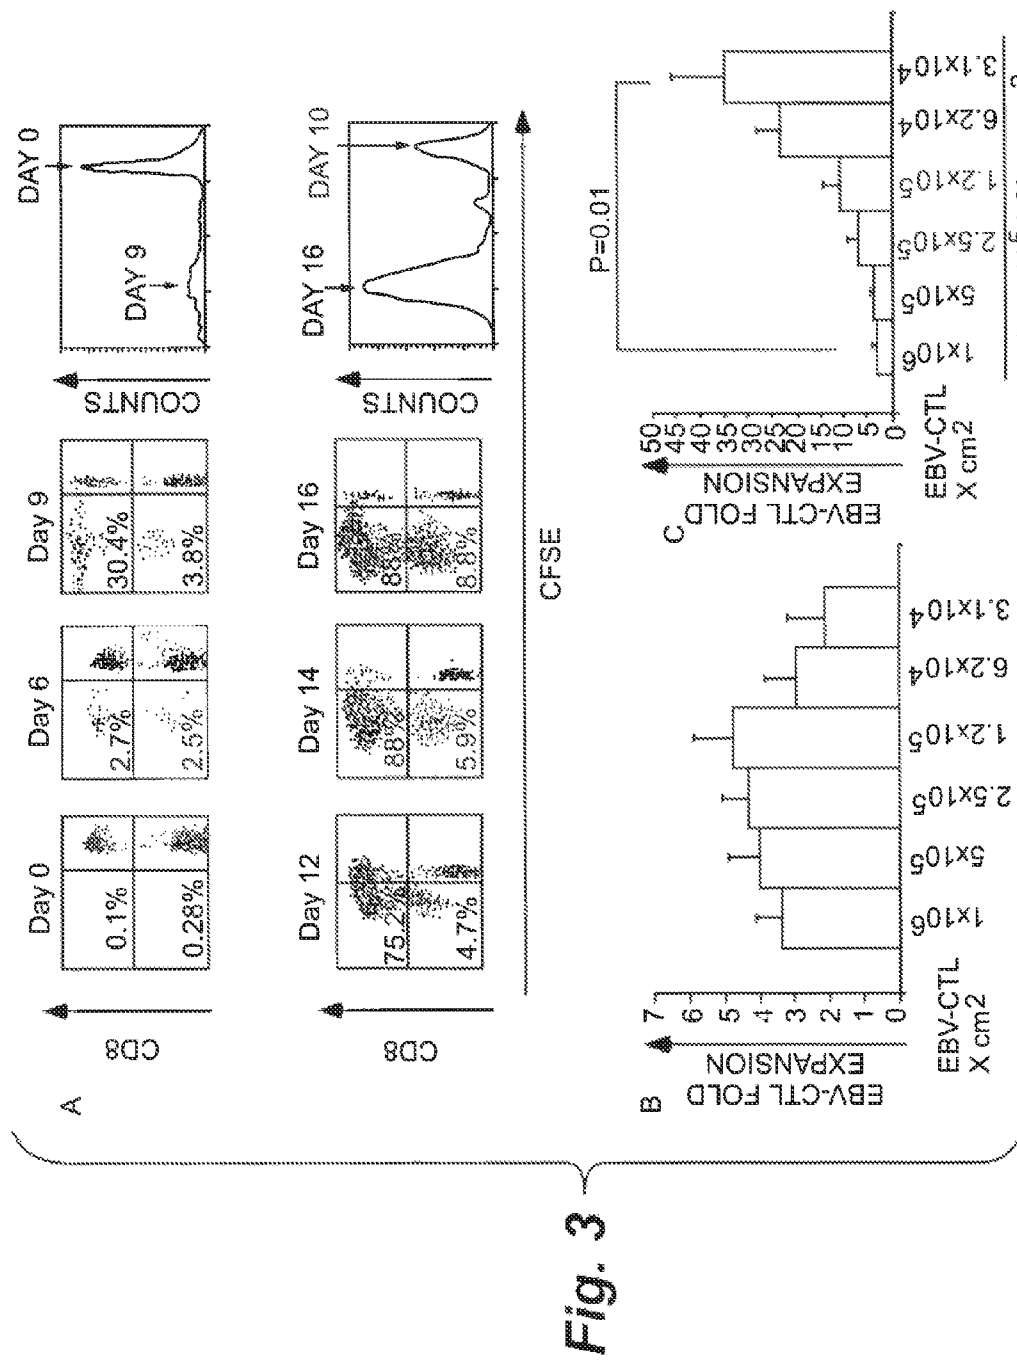 A
CD8
Day 0
0.1%
0.28%
Day 6
2.7%
2.5%
Day 9
30.4%
3.8%
COUNTS
DAY 9
DAY 0
CD8
Day 12
4.7%
Day 14
88%
5.9%
Day 16
8.8%
COUNTS
DAY 16
DAY 10
CFSE
B
EBV-CTL FOLD
EXPANSION
7
6
5
4
3
2
1
0
EBV-CTL
X cm2
1x10⁶
5x10⁵
2.5x10⁵
1.2x10⁵
6.2x10⁴
3.1x10⁴
C
EBV-CTL FOLD
EXPANSION
50
45
40
35
30
25
20
15
10
5
0
P=0.01
EBV-CTL
X cm2
1x10⁶
5x10⁵
2.5x10⁵
1.2x10⁵
6.2x10⁴
3.1x10⁴
Fig. 3